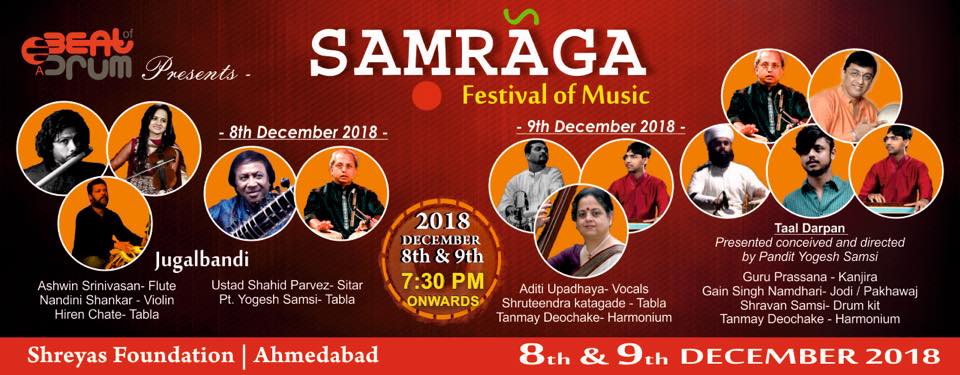 A BEAT of
DRUM Presents -
SAMRĀGA
Festival of Music
- 8th December 2018 -
Jugalbandi
Ashwin Srinivasan- Flute
Nandini Shankar - Violin
Hiren Chate- Tabla
Ustad Shahid Parvez- Sitar
Pt. Yogesh Samsi- Tabla
2018
DECEMBER
8th & 9th
7:30 PM
ONWARDS
- 9th December 2018 -
Aditi Upadhaya- Vocals
Shruteendra katagade - Tabla
Tanmay Deochake- Harmonium
Taal Darpan
Presented conceived and directed
by Pandit Yogesh Samsi
Guru Prassana - Kanjira
Gain Singh Namdhari- Jodi / Pakhawaj
Shravan Samsi- Drum kit
Tanmay Deochake - Harmonium
Shreyas Foundation | Ahmedabad
8th & 9th DECEMBER 2018